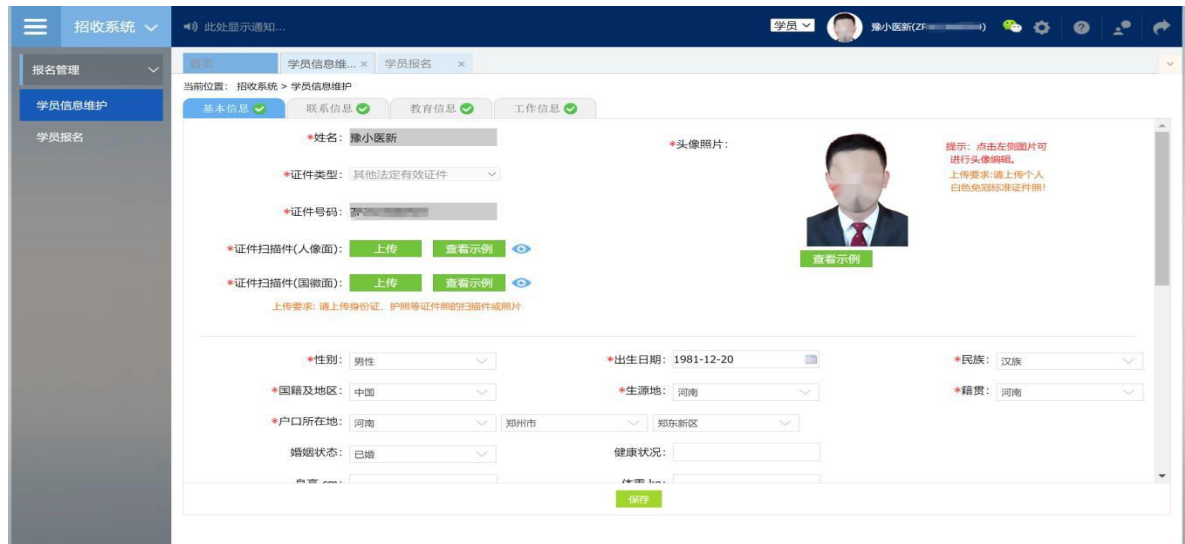 招收系统
此处显示通知...
学员
豫小医新(ZF
报名管理
学员信息维护
学员报名
首页
学员信息维...×
学员报名 ×
当前位置: 招收系统 > 学员信息维护
基本信息
联系信息
教育信息
工作信息
*姓名: 豫小医新
*头像照片:
提示: 点击左侧图片可
进行头像编辑。
上传要求:请上传个人
白色免冠标准证件照!
*证件类型: 其他法定有效证件
*证件号码:
*证件扫描件(人像面): 上传 查看示例
查看示例
*证件扫描件(国徽面): 上传 查看示例
上传要求: 请上传身份证、护照等证件照的扫描件或照片
*性别: 男性 *出生日期: 1981-12-20 *民族: 汉族
*国籍及地区: 中国 *生源地: 河南 *籍贯: 河南
*户口所在地: 河南 郑州市 郑东新区
婚姻状态: 已婚 健康状况:
保存